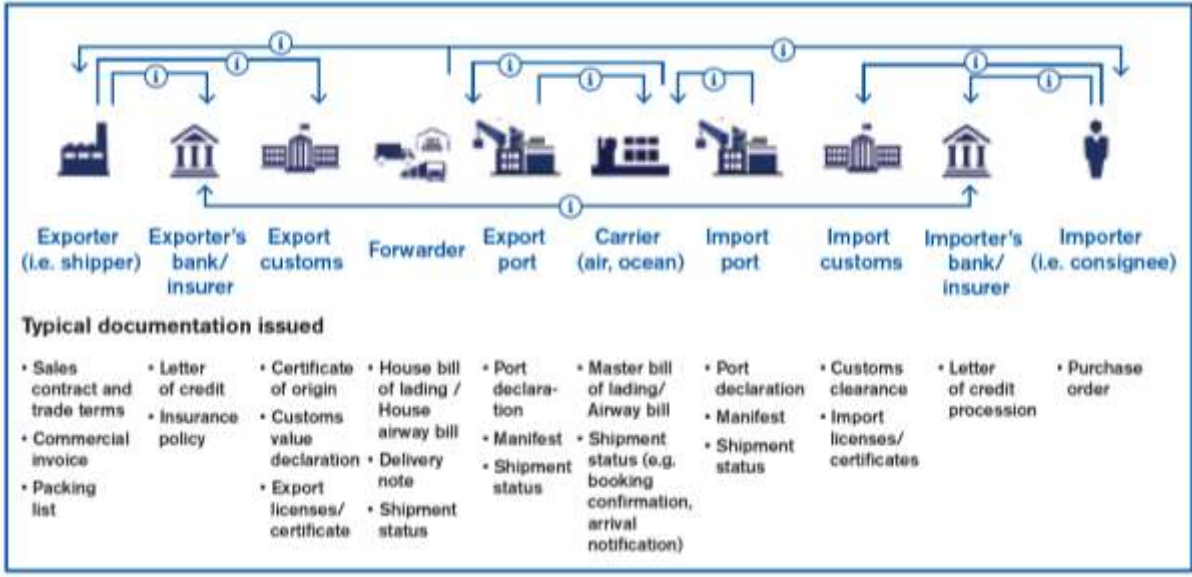 Exporter
(i.e. shipper)
Exporter's
bank/
insurer
Export
customs
Forwarder
Export
port
Carrier
(air, ocean)
Import
port
Import
customs
Importer's
bank/
insurer
Importer
(i.e. consignee)
Typical documentation issued
• Sales
contract and
trade terms
• Commercial
invoice
• Packing
list
• Letter
of credit
• Insurance
policy
• Certificate
of origin
• Customs
value
declaration
• Export
licenses/
certificate
• House bill
of lading /
House
airway bill
• Delivery
note
• Shipment
status
• Port
declara-
tion
• Manifest
• Shipment
status
• Master bill
of lading/
Airway bill
• Shipment
status (e.g.
booking
confirmation,
arrival
notification)
• Port
declaration
• Manifest
• Shipment
status
• Customs
clearance
• Import
licenses/
certificates
• Letter
of credit
procession
• Purchase
order